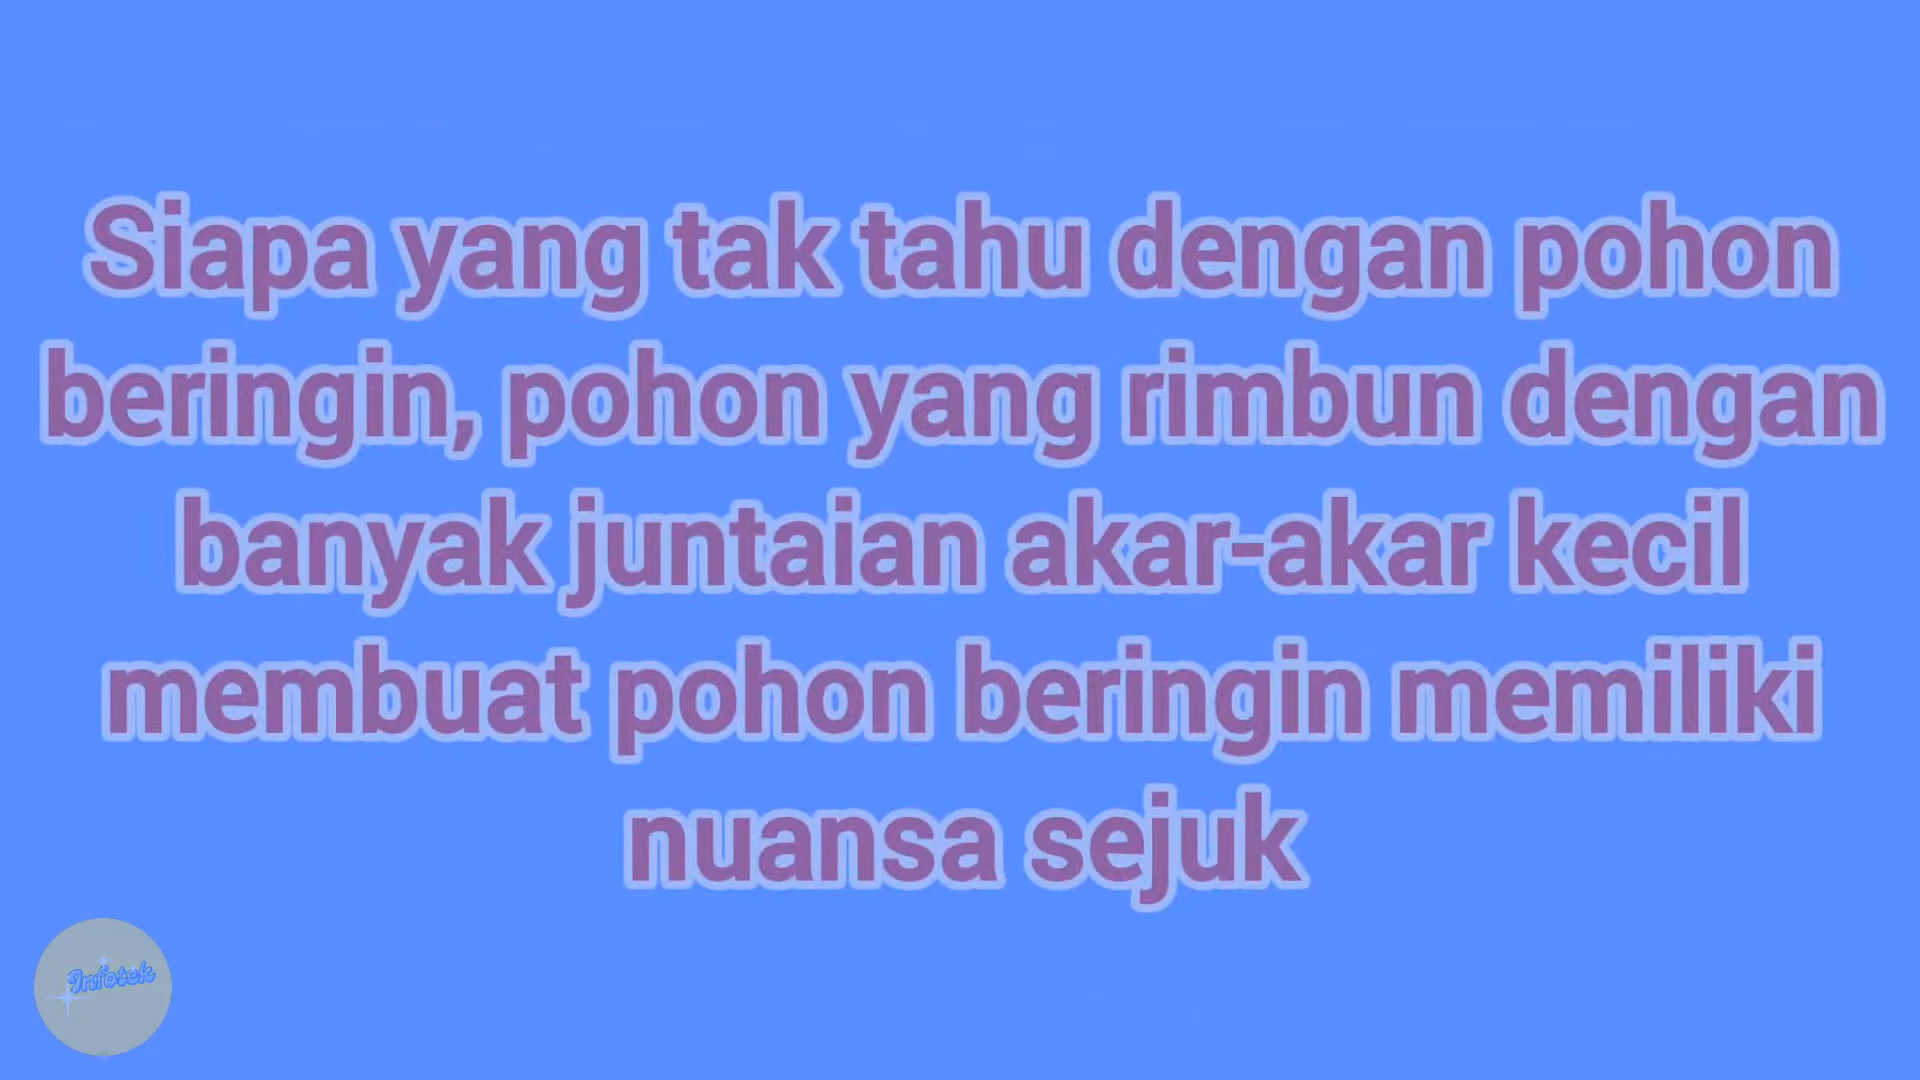 Siapa yang tak tahu dengan pohon
beringin, pohon yang rimbun dengan
banyak juntaian akar-akar kecil
membuat pohon beringin memiliki
nuansa sejuk
Infotek